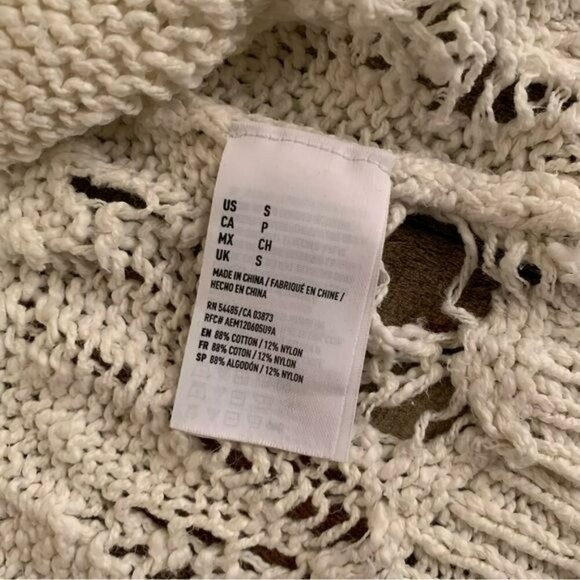 US S
CA P
MX CH
UK S
MADE IN CHINA / FABRIQUÉ EN CHINE /
HECHO EN CHINA
RN 54485/CA 03873
RFC# AEM120605U9A
EN 88% COTTON / 12% NYLON
FR 88% COTON / 12% NYLON
SP 88% ALGODÓN / 12% NYLON